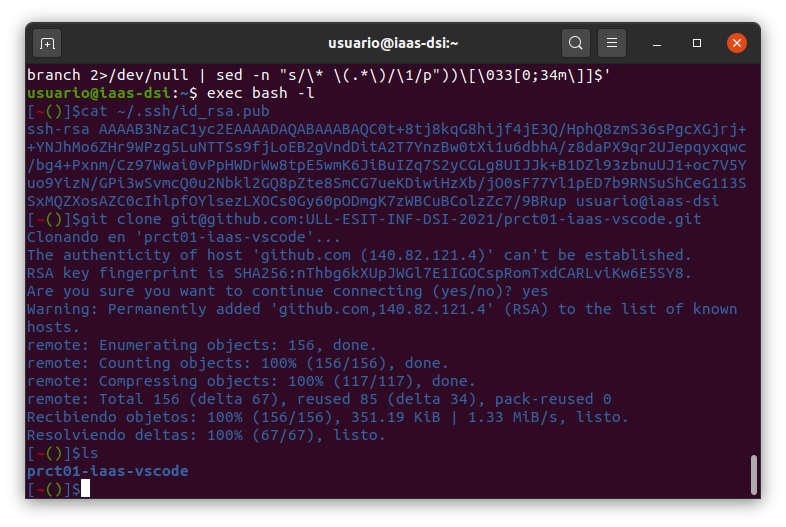 usuario@iaas-dsi:~
branch 2>/dev/null | sed -n "s/\* \(.*\)/\1/p"))\[\033[0;34m\]]$'
usuario@iaas-dsi:~$ exec bash -l
[~()]$cat ~/.ssh/id_rsa.pub
ssh-rsa AAAAB3NzaC1yc2EAAAADAQABAAABAQC0t+8tj8kqG8hijf4jE3Q/HphQ8zmS36sPgcXGjrj+
+YNJhMo6ZHr9WPzg5LuNTTSs9fjLoEB2gVndDitA2T7YnzBw0tXi1u6dbhA/z8daPX9qr2UJepqyxqwc
/bg4+Pxnm/Cz97Wwai0vPpHWDrWw8tpE5wmK6JiBuIZq7S2yCGLg8UIJJk+B1DZl93zbnuUJ1+oc7V5Y
uo9YizN/GPi3wSvmcQ0u2Nbkl2GQ8pZte8SmCG7ueKDiwiHzXb/jO0sF77Yl1pED7b9RNSuShCeG113S
SxMQZXosAZC0cIhlpfOYlsezLXOCs0Gy60pODmgK7zWBCuBColzZc7/9BRup usuario@iaas-dsi
[~()]$git clone git@github.com:ULL-ESIT-INF-DSI-2021/prct01-iaas-vscode.git
Clonando en 'prct01-iaas-vscode'...
The authenticity of host 'github.com (140.82.121.4)' can't be established.
RSA key fingerprint is SHA256:nThbg6kXUpJWGl7E1IGOCspRomTxdCARLviKw6E5SY8.
Are you sure you want to continue connecting (yes/no)? yes
Warning: Permanently added 'github.com,140.82.121.4' (RSA) to the list of known
hosts.
remote: Enumerating objects: 156, done.
remote: Counting objects: 100% (156/156), done.
remote: Compressing objects: 100% (117/117), done.
remote: Total 156 (delta 67), reused 85 (delta 34), pack-reused 0
Recibiendo objetos: 100% (156/156), 351.19 KiB | 1.33 MiB/s, listo.
Resolviendo deltas: 100% (67/67), listo.
[~()]$ls
prct01-iaas-vscode
[~()]$